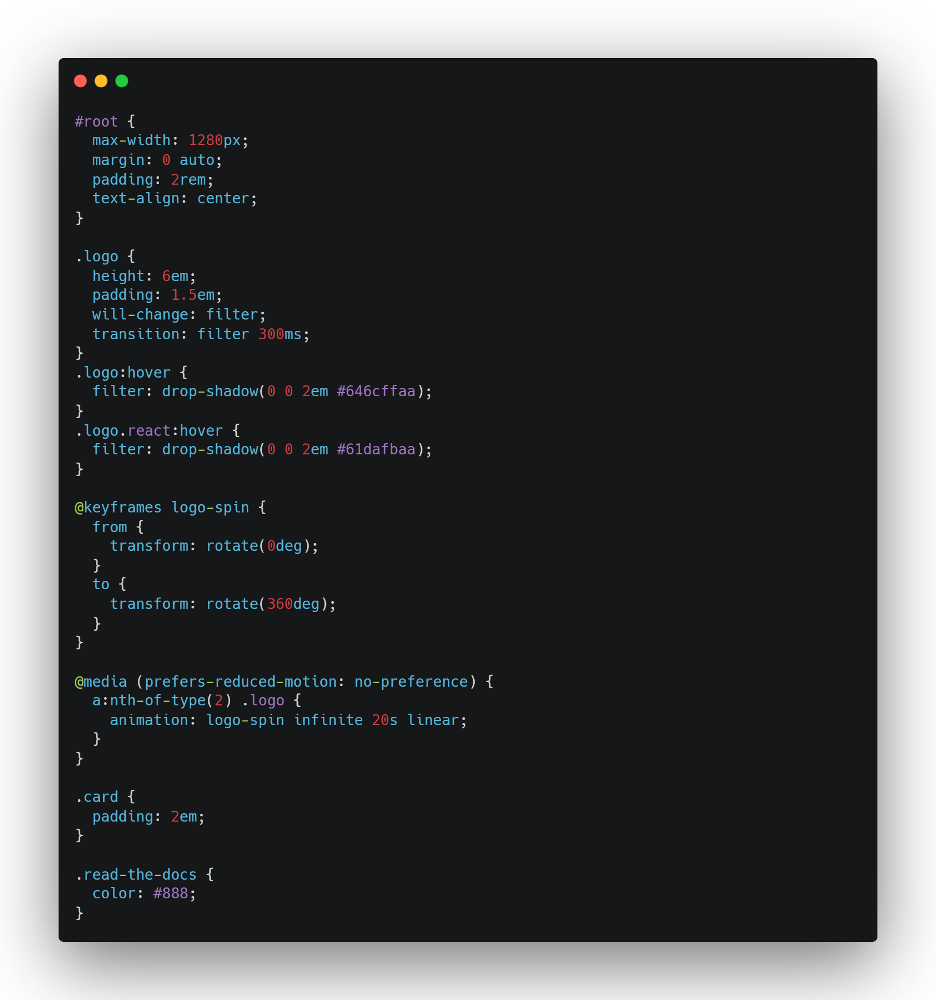 #root {
  max-width: 1280px;
  margin: 0 auto;
  padding: 2rem;
  text-align: center;
}

.logo {
  height: 6em;
  padding: 1.5em;
  will-change: filter;
  transition: filter 300ms;
}
.logo:hover {
  filter: drop-shadow(0 0 2em #646cffaa);
}
.logo.react:hover {
  filter: drop-shadow(0 0 2em #61dafbaa);
}

@keyframes logo-spin {
  from {
    transform: rotate(0deg);
  }
  to {
    transform: rotate(360deg);
  }
}

@media (prefers-reduced-motion: no-preference) {
  a:nth-of-type(2) .logo {
    animation: logo-spin infinite 20s linear;
  }
}

.card {
  padding: 2em;
}

.read-the-docs {
  color: #888;
}